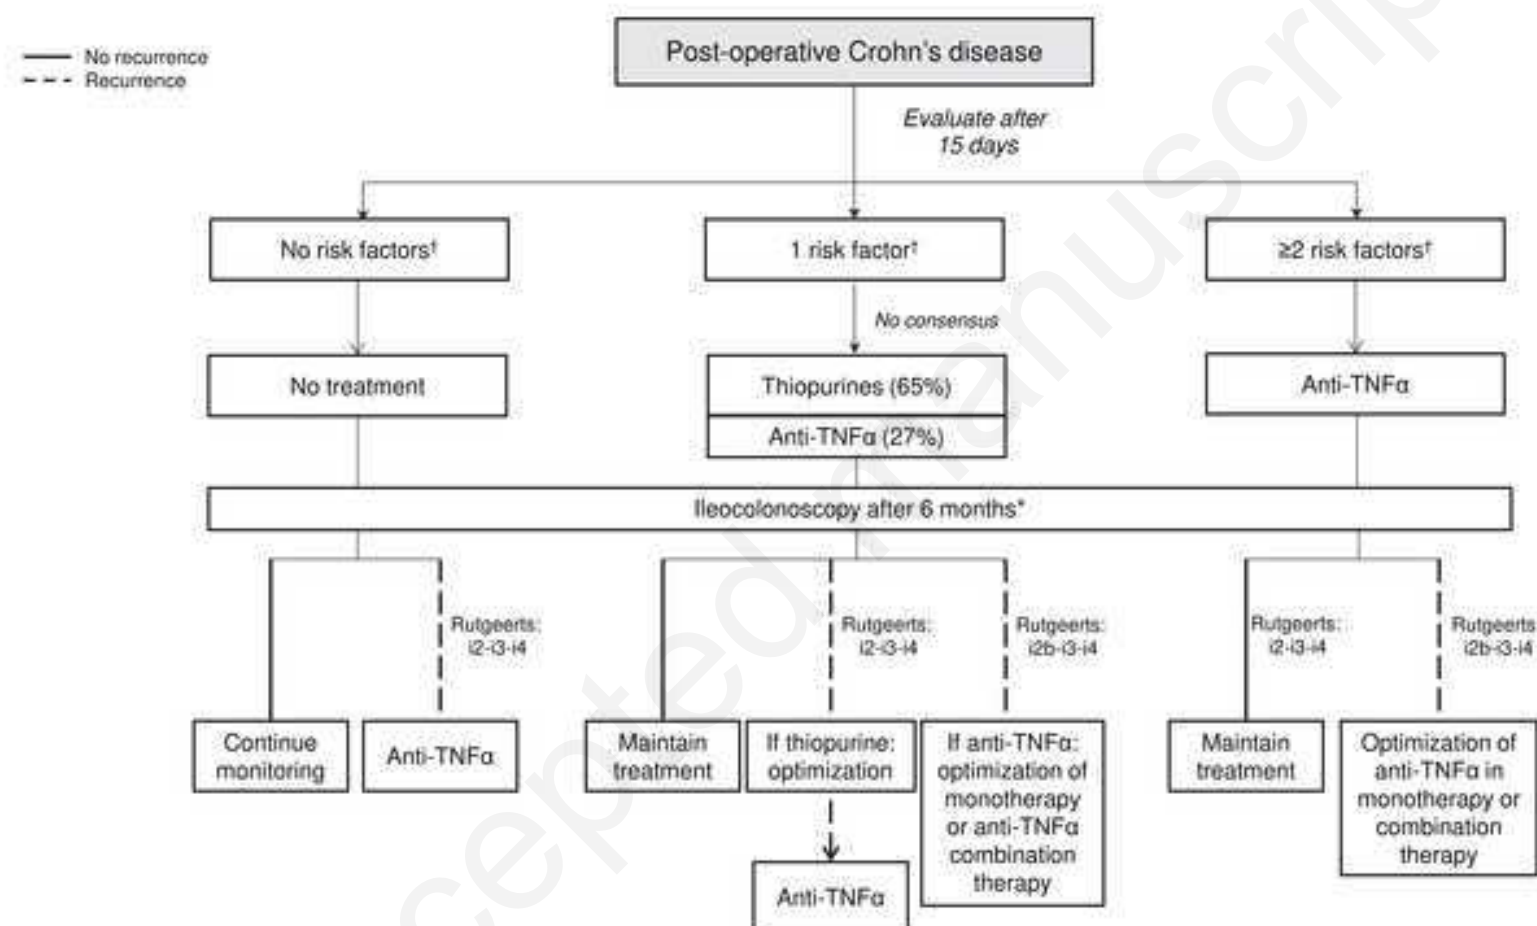 No recurrence
Recurrence
Post-operative Crohn's disease
Evaluate after
15 days
No risk factors†
1 risk factor†
≥2 risk factors†
No consensus
No treatment
Thiopurines (65%)
Anti-TNFα (27%)
Anti-TNFα
Ileocolonoscopy after 6 months*
Rutgeerts:
i2-i3-i4
Rutgeerts:
i2-i3-i4
Rutgeerts:
i2b-i3-i4
Rutgeerts:
i2-i3-i4
Rutgeerts:
i2b-i3-i4
Continue
monitoring
Anti-TNFα
Maintain
treatment
If thiopurine:
optimization
If anti-TNFα:
optimization of
monotherapy
or anti-TNFα
combination
therapy
Maintain
treatment
Optimization of
anti-TNFα in
monotherapy or
combination
therapy
Anti-TNFα
cepted manuscrip